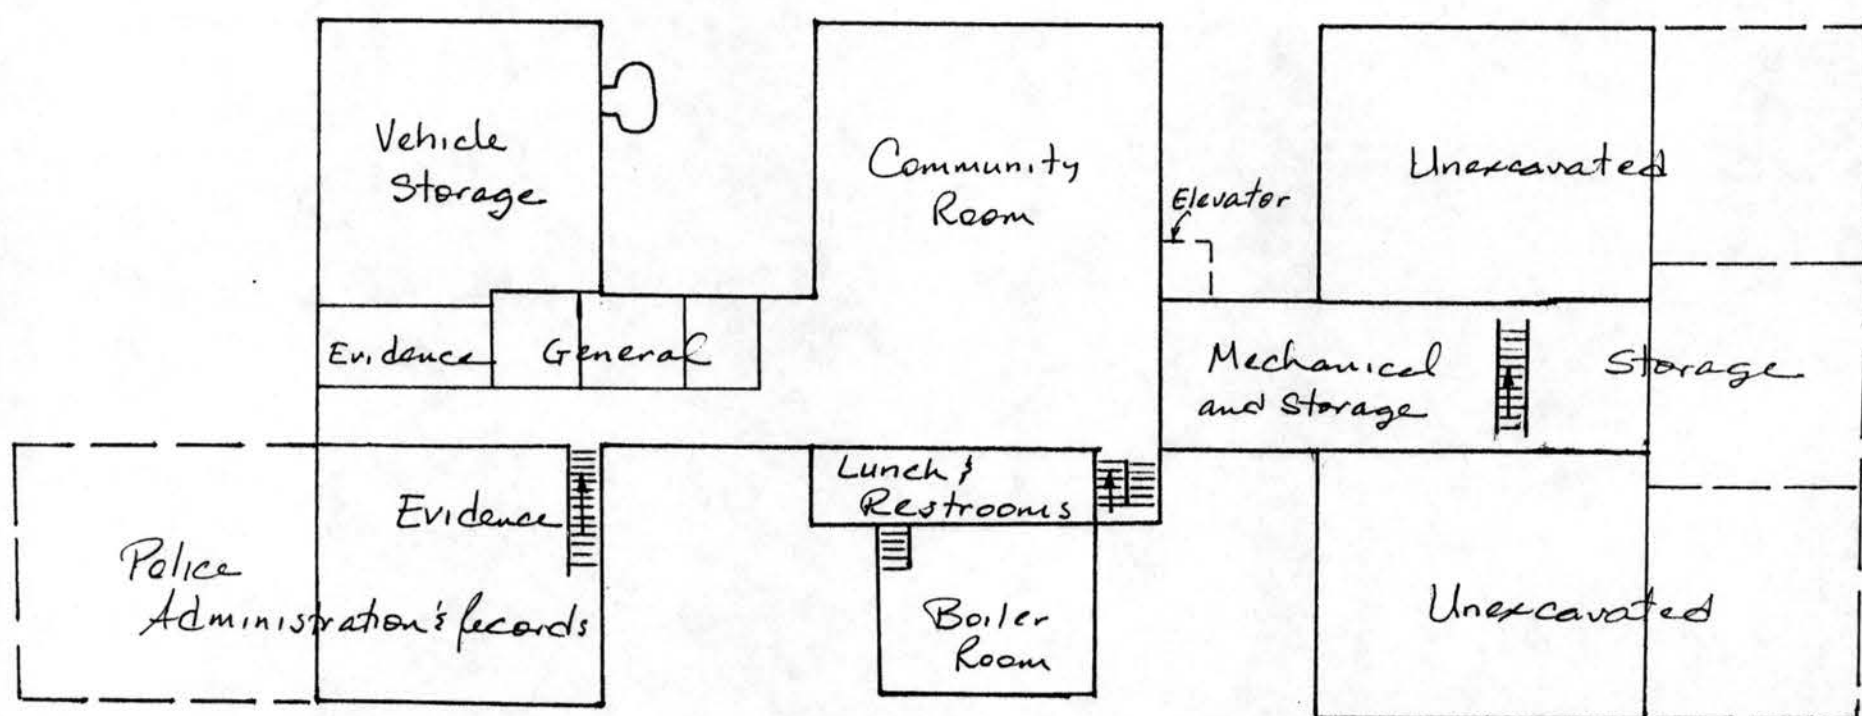 Vehicle
Storage
Community
Room
Elevator
Unexcavated
Evidence
General
Mechanical
and Storage
Storage
Lunch &
Restrooms
Evidence
Police
Administration & Records
Boiler
Room
Unexcavated